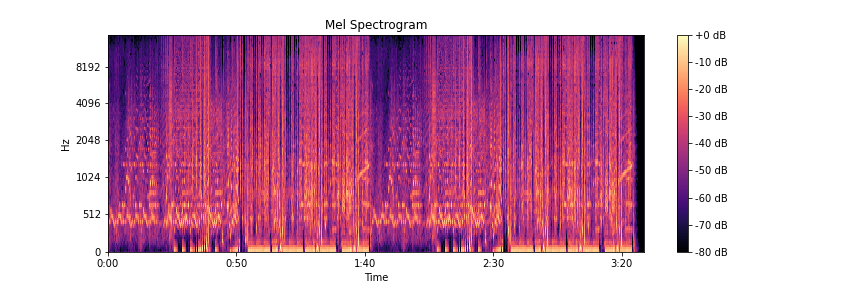 Mel Spectrogram
+0 dB
8192
-10 dB
4096
-20 dB
-30 dB
2048
Hz
-40 dB
1024
-50 dB
512
-60 dB
-70 dB
0
-80 dB
0:00 0:50 1:40 2:30 3:20
Time